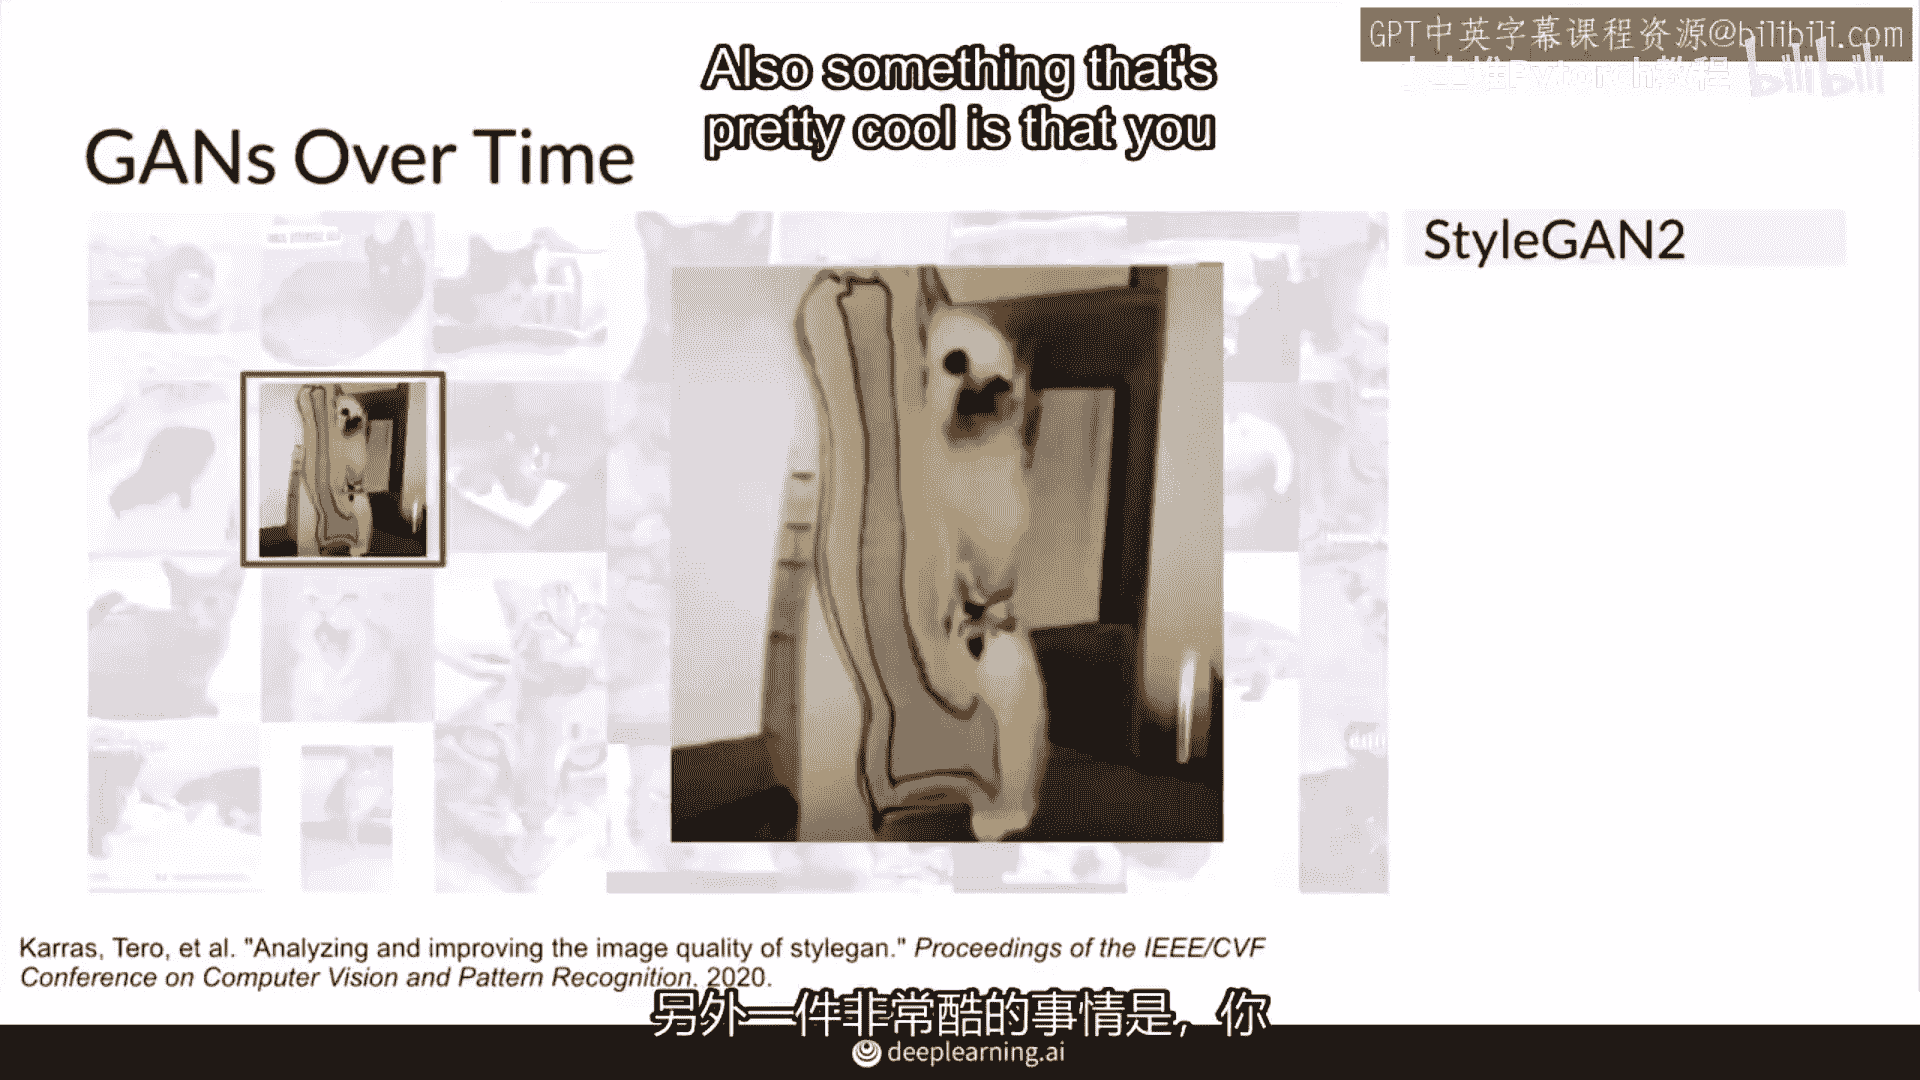 GPT中英字幕课程资源@bilibili.com
Also something that's
pretty cool is that you
GANs Over Time
StyleGAN2
Karras, Tero, et al. "Analyzing and improving the image quality of stylegan." Proceedings of the IEEE/CVF
Conference on Computer Vision and Pattern Recognition. 2020.
另外一件非常酷的事情是，你
deeplearning.ai